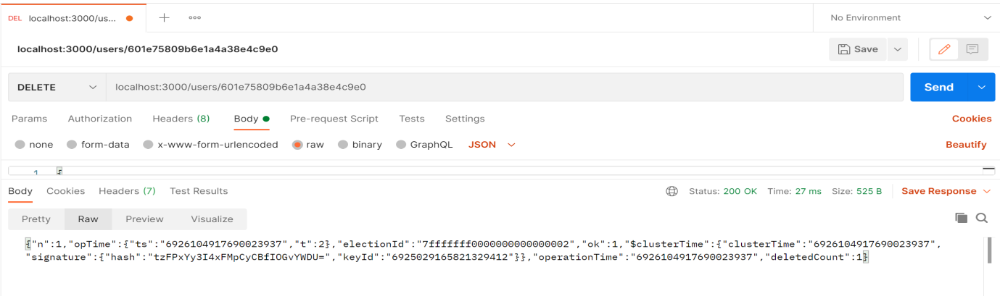 DEL localhost:3000/us... No Environment
localhost:3000/users/601e75809b6e1a4a38e4c9e0 Save
DELETE localhost:3000/users/601e75809b6e1a4a38e4c9e0 Send
Params Authorization Headers (8) Body Pre-request Script Tests Settings Cookies
none form-data x-www-form-urlencoded raw binary GraphQL JSON Beautify
1 {
Body Cookies Headers (7) Test Results Status: 200 OK Time: 27 ms Size: 525 B Save Response
Pretty Raw Preview Visualize
{"n":1,"opTime":{"ts":"6926104917690023937","t":2},"electionId":"7fffffff0000000000000002","ok":1,"$clusterTime":{"clusterTime":"6926104917690023937",
"signature":{"hash":"tzFPxYy3I4xFMpCyCBfIOGvYWDU=","keyId":"6925029165821329412"}},"operationTime":"6926104917690023937","deletedCount":1}